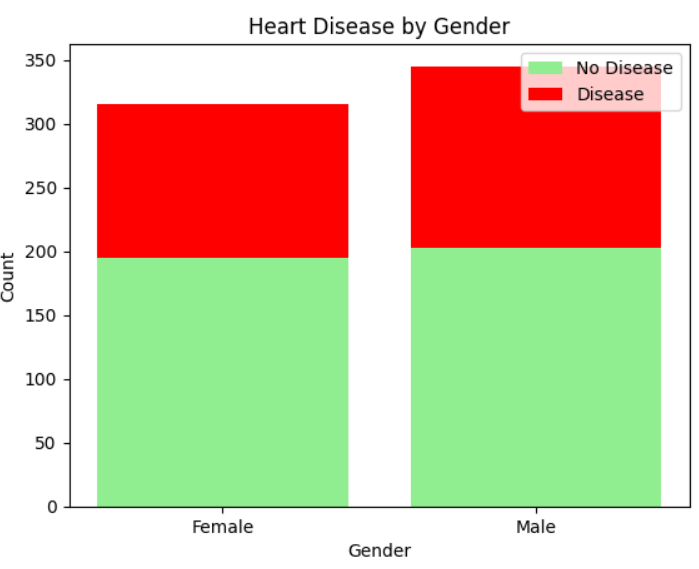 Heart Disease by Gender
350
300
250
200
150
100
50
0
Count
No Disease
Disease
Female
Male
Gender